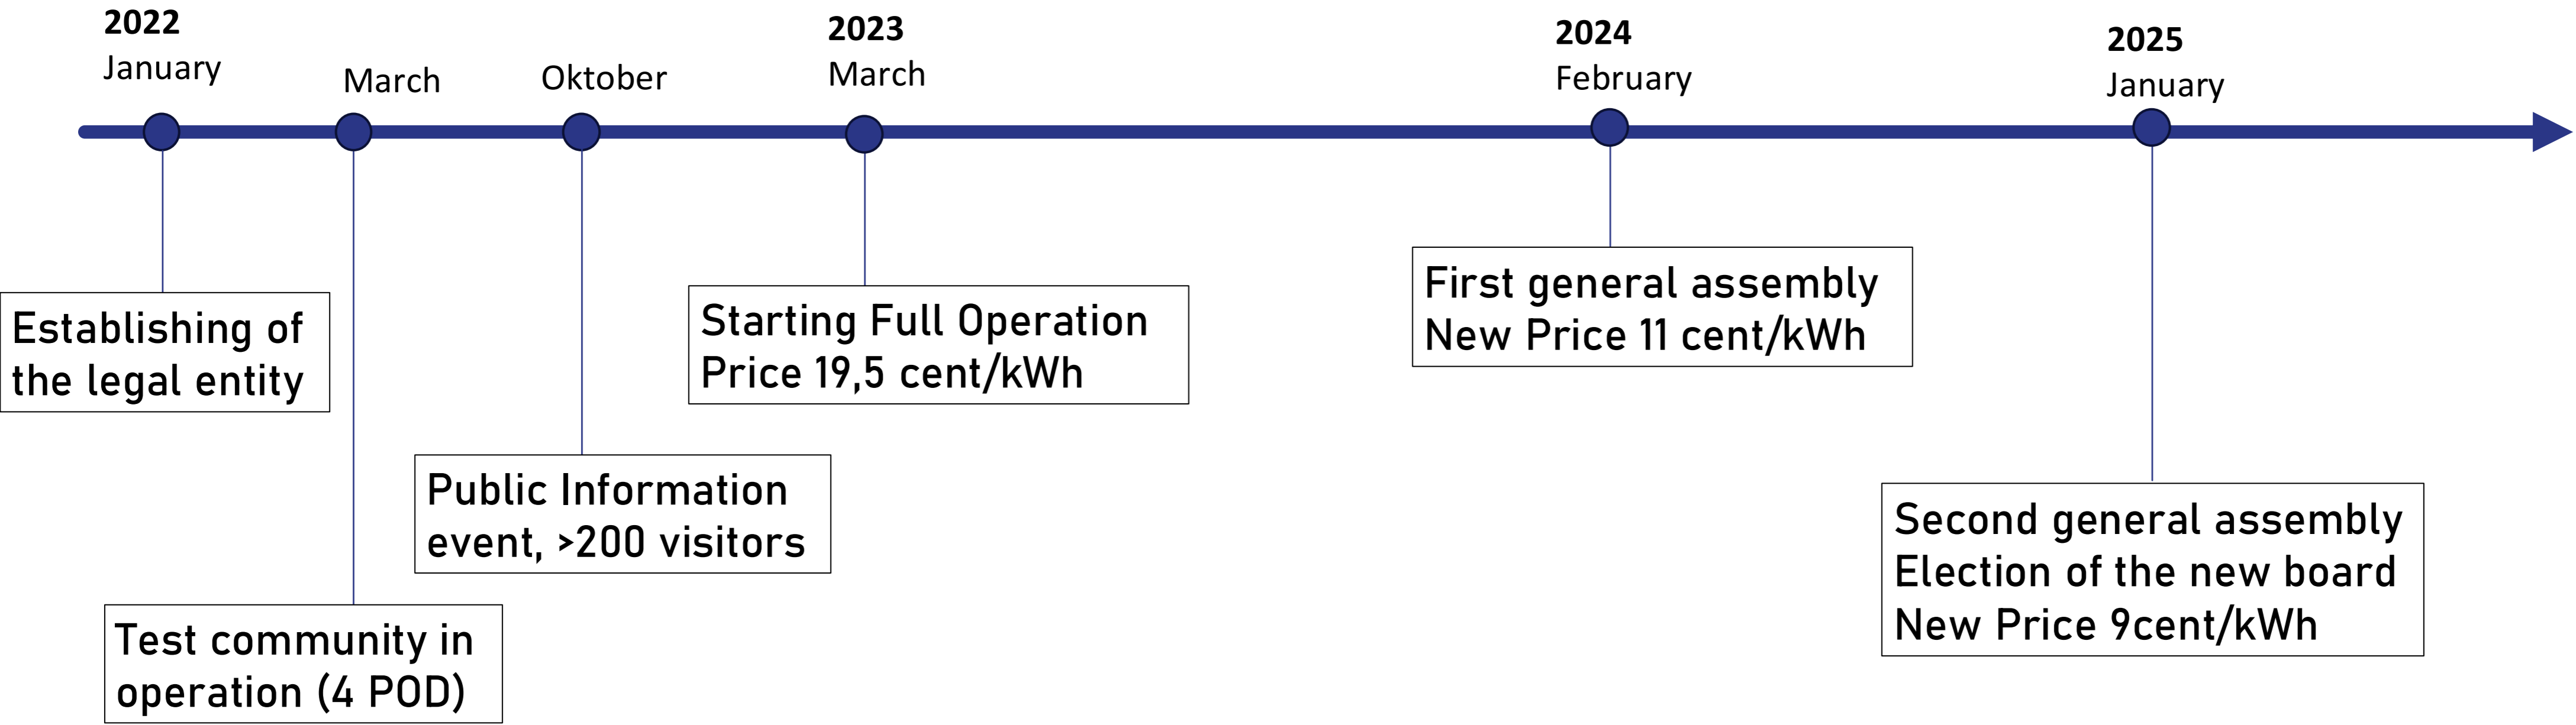 2022
January
March
Oktober
2023
March
2024
February
2025
January
Establishing of
the legal entity
Test community in
operation (4 POD)
Public Information
event, >200 visitors
Starting Full Operation
Price 19,5 cent/kWh
First general assembly
New Price 11 cent/kWh
Second general assembly
Election of the new board
New Price 9cent/kWh